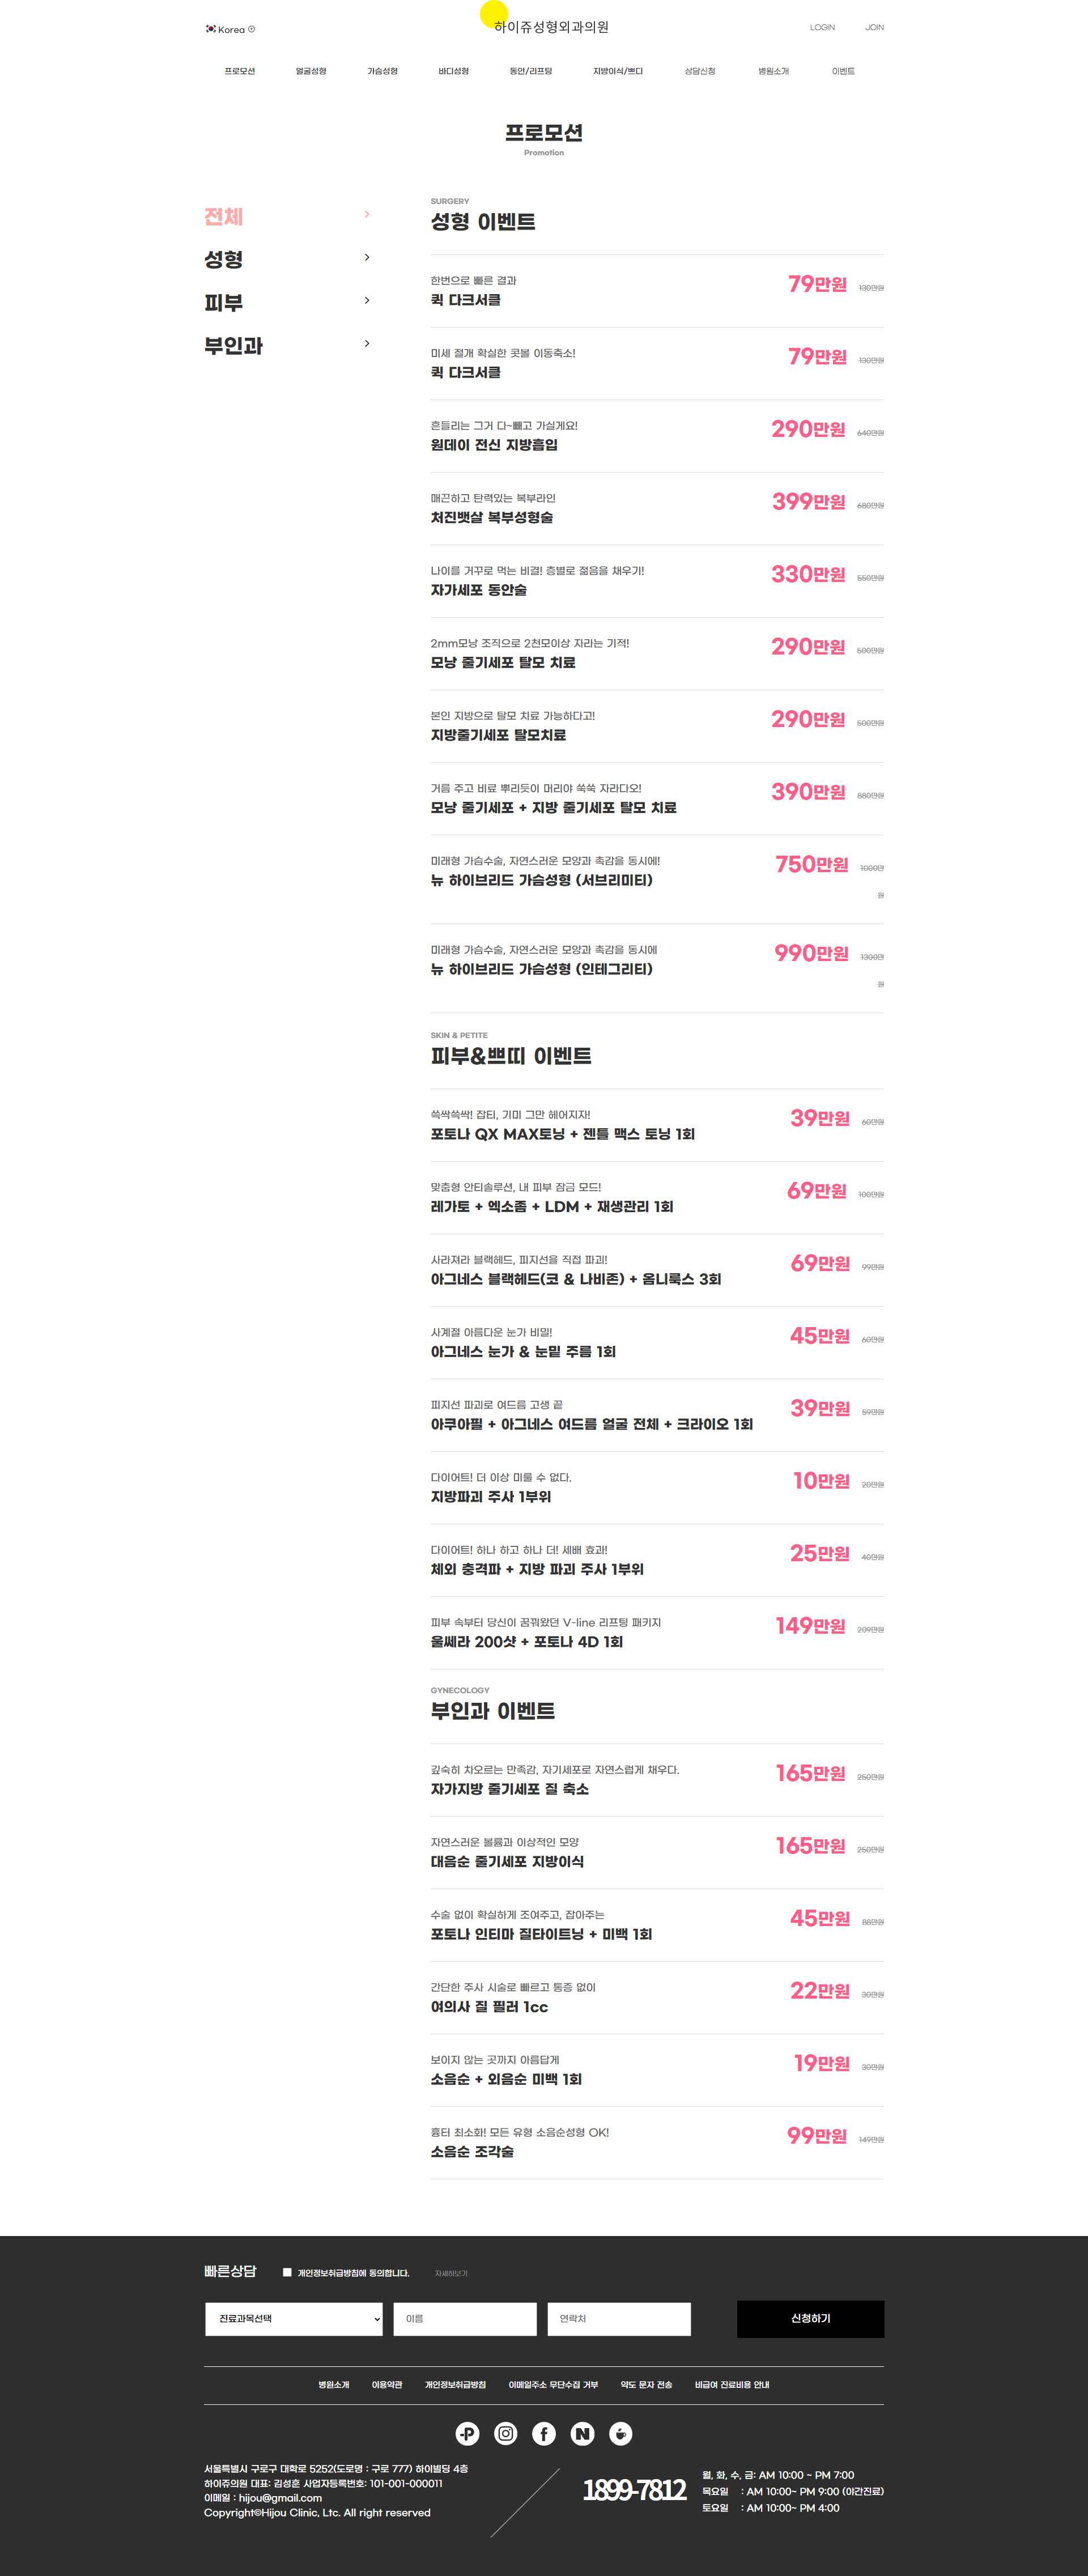 Korea
하이쥬성형외과의원
LOGIN
JOIN
프로모션
얼굴성형
가슴성형
바디성형
동안/리프팅
지방이식/쁘디
상담신청
병원소개
이벤트
프로모션
Promotion
전체
성형
피부
부인과
SURGERY
성형 이벤트
한번으로 빠른 결과
퀵 다크서클
79만원 130만원
미세 절개 확실한 콧볼 이동축소!
퀵 다크서클
79만원 130만원
흔들리는 그거 다~빼고 가실게요!
원데이 전신 지방흡입
290만원 640만원
매끈하고 탄력있는 복부라인
처진뱃살 복부성형술
399만원 680만원
나이를 거꾸로 먹는 비결! 층별로 젊음을 채우기!
자가세포 동안술
330만원 550만원
2mm모낭 조직으로 2천모이상 자라는 기적!
모낭 줄기세포 탈모 치료
290만원 500만원
본인 지방으로 탈모 치료 가능하다고!
지방줄기세포 탈모치료
290만원 500만원
거름 주고 비료 뿌리듯이 머리야 쑥쑥 자라다오!
모낭 줄기세포 + 지방 줄기세포 탈모 치료
390만원 880만원
미래형 가슴수술, 자연스러운 모양과 촉감을 동시에!
뉴 하이브리드 가슴성형 (서브리미티)
750만원 1000만
원
미래형 가슴수술, 자연스러운 모양과 촉감을 동시에
뉴 하이브리드 가슴성형 (인테그리티)
990만원 1300만
원
SKIN & PETITE
피부&쁘띠 이벤트
쓱싹쓱싹! 잡티, 기미 그만 헤어지자!
포토나 QX MAX토닝 + 젠틀 맥스 토닝 1회
39만원 60만원
맞춤형 안티솔루션, 내 피부 잠금 모드!
레가토 + 엑소좀 + LDM + 재생관리 1회
69만원 100만원
사라져라 블랙헤드, 피지선을 직접 파괴!
아그네스 블랙헤드(코 & 나비존) + 옴니룩스 3회
69만원 99만원
사계절 아름다운 눈가 비밀!
아그네스 눈가 & 눈밑 주름 1회
45만원 60만원
피지선 파괴로 여드름 고생 끝
아쿠아필 + 아그네스 여드름 얼굴 전체 + 크라이오 1회
39만원 59만원
다이어트! 더 이상 미룰 수 없다.
지방파괴 주사 1부위
10만원 20만원
다이어트! 하나 하고 하나 더! 세배 효과!
체외 충격파 + 지방 파괴 주사 1부위
25만원 40만원
피부 속부터 당신이 꿈꿔왔던 V-line 리프팅 패키지
울쎄라 200샷 + 포토나 4D 1회
149만원 209만원
GYNECOLOGY
부인과 이벤트
깊숙히 차오르는 만족감, 자기세포로 자연스럽게 채우다.
자가지방 줄기세포 질 축소
165만원 250만원
자연스러운 볼륨과 이상적인 모양
대음순 줄기세포 지방이식
165만원 250만원
수술 없이 확실하게 조여주고, 잡아주는
포토나 인티마 질타이트닝 + 미백 1회
45만원 88만원
간단한 주사 시술로 빠르고 통증 없이
여의사 질 필러 1cc
22만원 30만원
보이지 않는 곳까지 아름답게
소음순 + 외음순 미백 1회
19만원 30만원
흉터 최소화! 모든 유형 소음순성형 OK!
소음순 조각술
99만원 149만원
빠른상담
개인정보취급방침에 동의합니다.
자세히보기
진료과목선택
이름
연락처
신청하기
병원소개
이용약관
개인정보취급방침
이메일주소 무단수집 거부
약도 문자 전송
비급여 진료비용 안내
서울특별시 구로구 대학로 5252(도로명 : 구로 777) 하이빌딩 4층
하이쥬의원 대표: 김성훈 사업자등록번호: 101-001-000011
이메일 : hijou@gmail.com
Copyright©Hijou Clinic, Ltc. All right reserved
1899-7812
월, 화, 수, 금: AM 10:00 ~ PM 7:00
목요일 : AM 10:00~ PM 9:00 (야간진료)
토요일 : AM 10:00~ PM 4:00